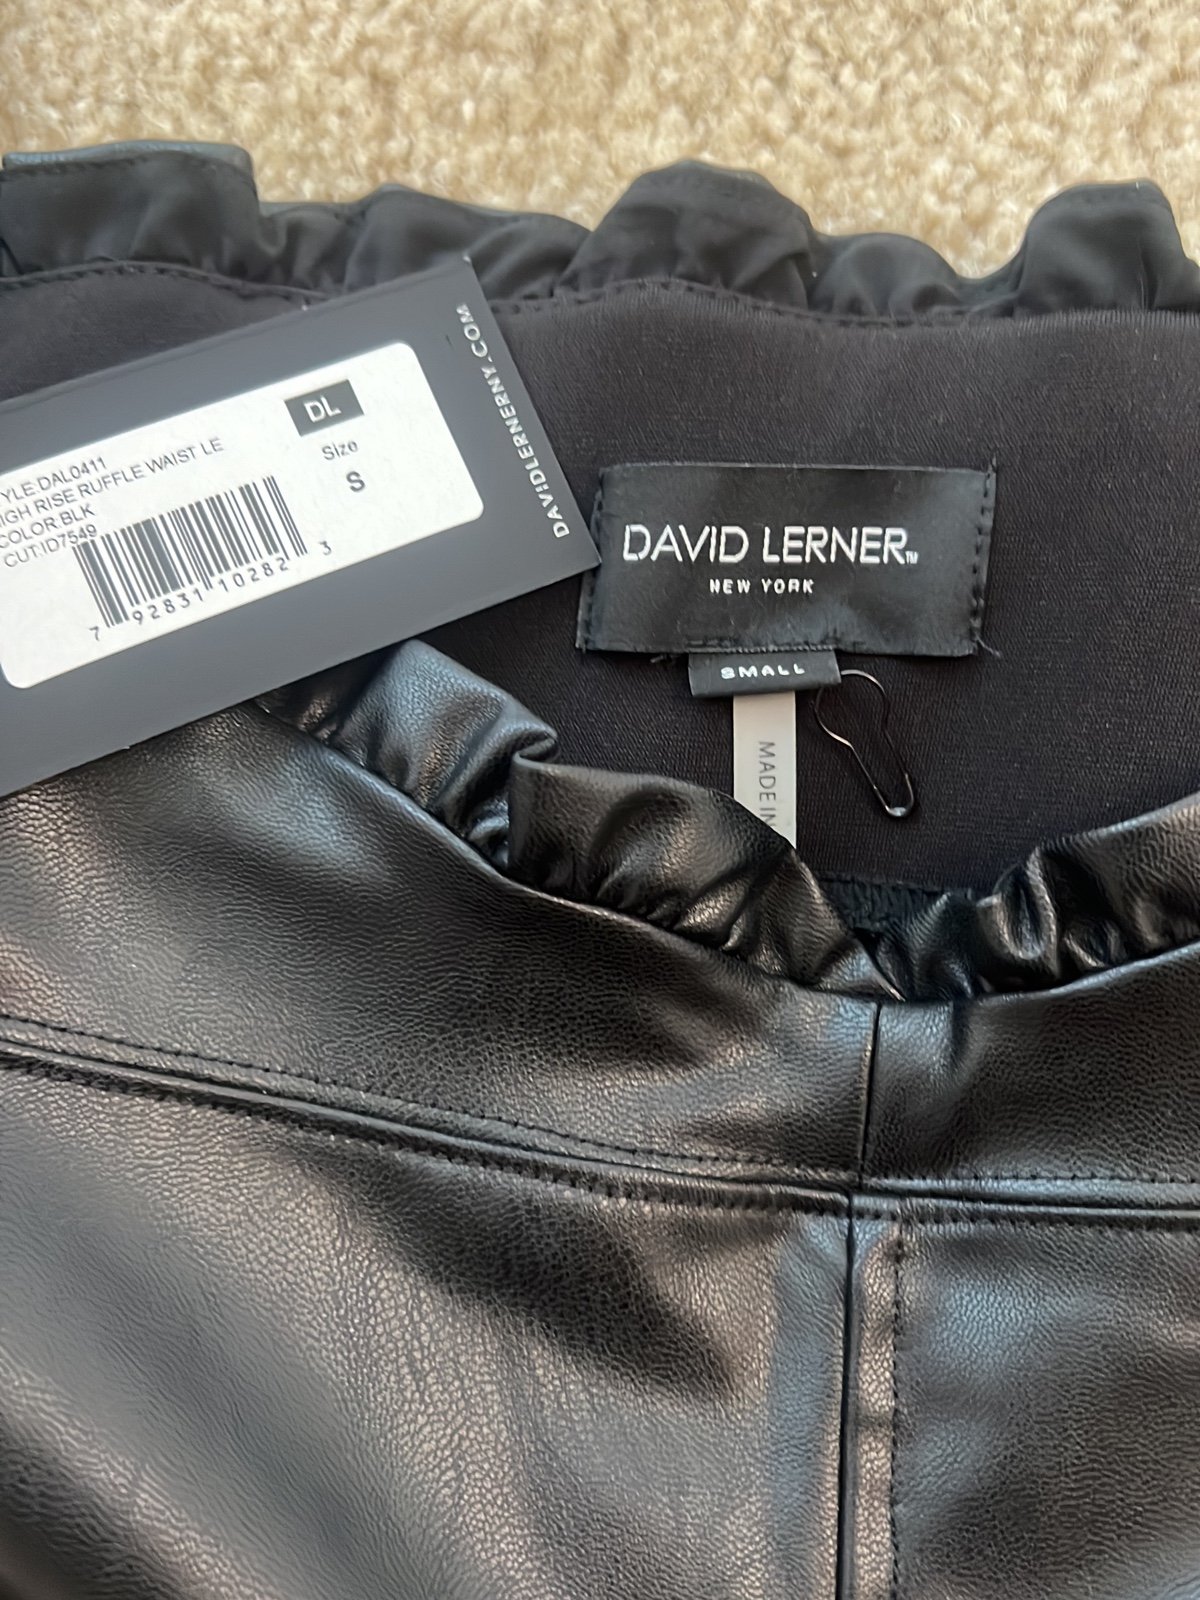 DAVIDLERNERNY.COM
DL
Size
S
YLE:DAL0411
IGH RISE RUFFLE WAIST LE
COLOR:BLK
CUT:ID7549
7 92831 10282 3
DAVID LERNER™
NEW YORK
SMALL
MADE IN